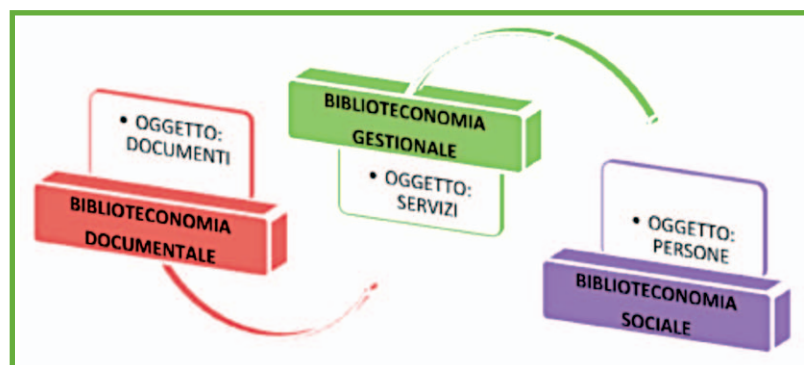 • OGGETTO:
DOCUMENTI
BIBLIOTECONOMIA
DOCUMENTALE
BIBLIOTECONOMIA
GESTIONALE
• OGGETTO:
SERVIZI
• OGGETTO:
PERSONE
BIBLIOTECONOMIA
SOCIALE